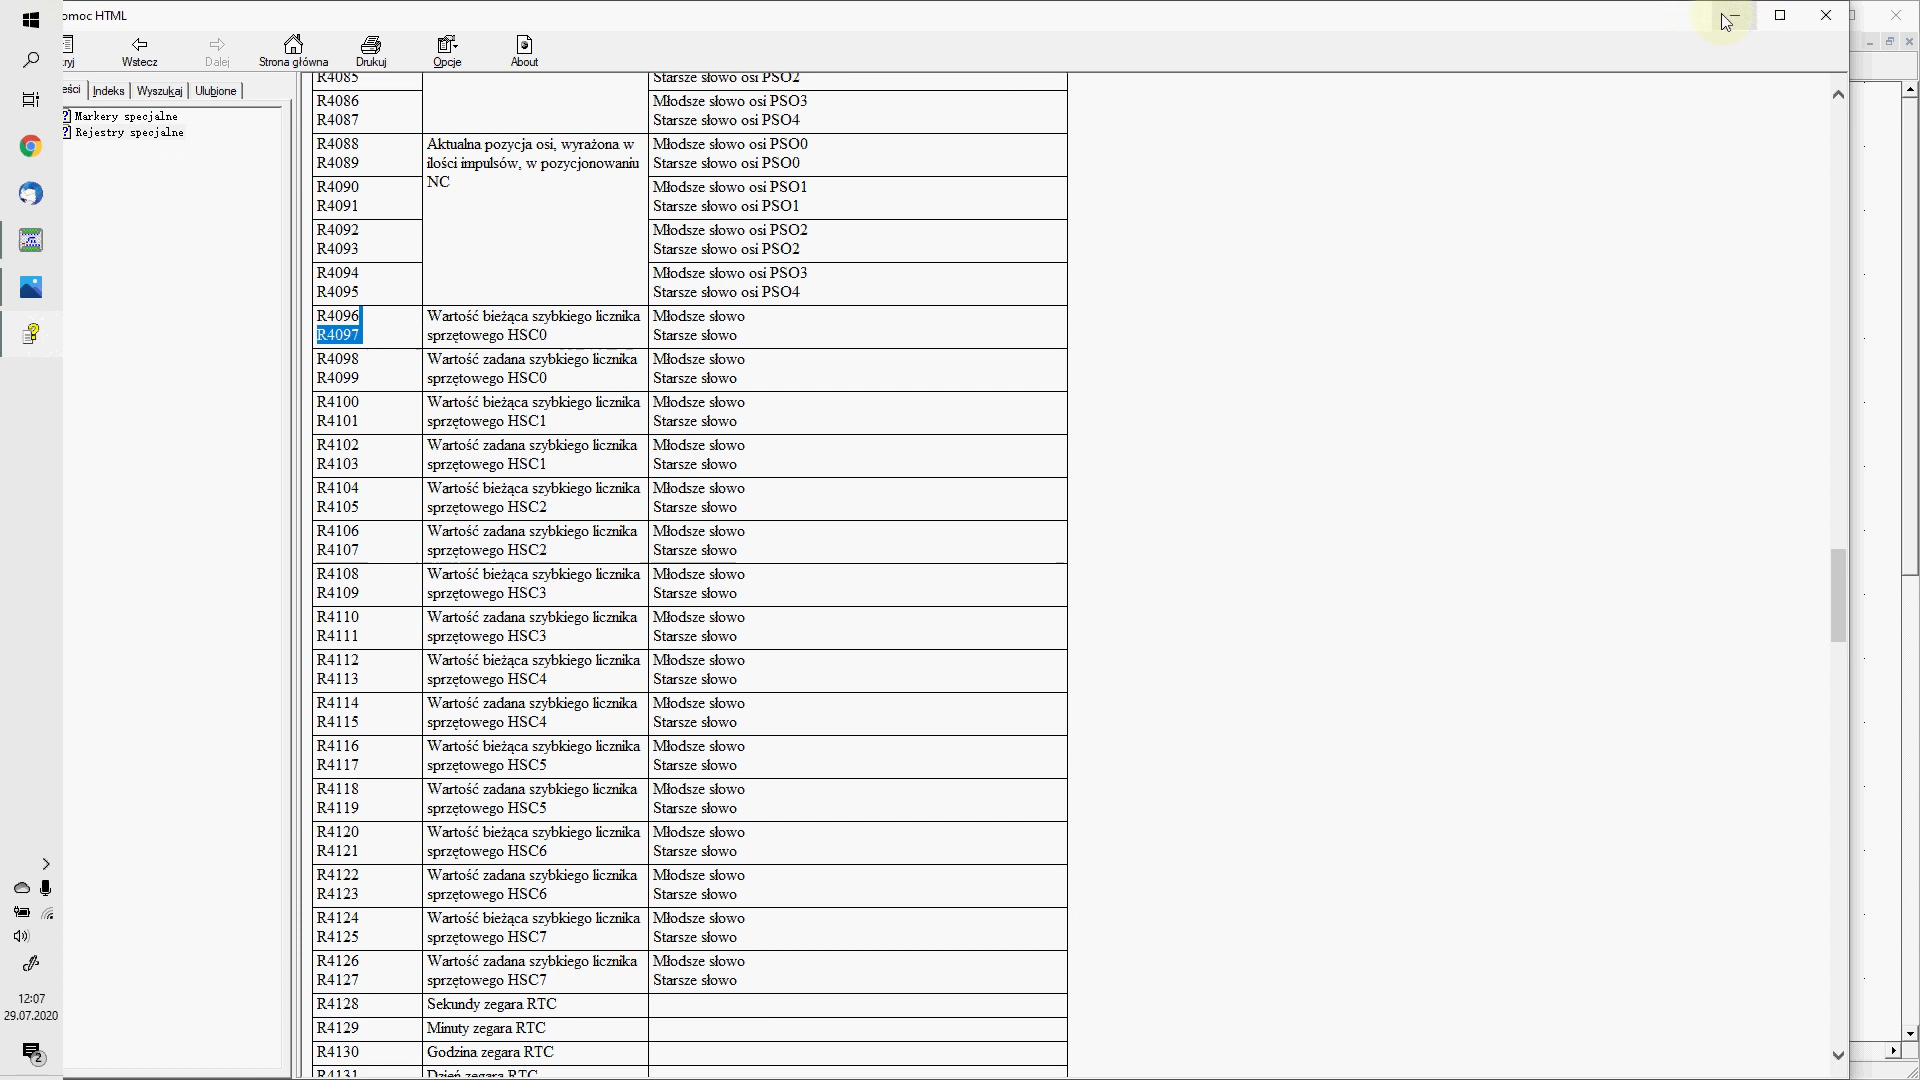 omoc HTML
ryj
Wstecz
Dalej
Strona główna
Drukuj
Opcje
About
eści
Indeks
Wyszukaj
Ulubione
Markery specjalne
Rejestry specjalne
R4085 Starsze słowo osi PSO2
R4086 Młodsze słowo osi PSO3
R4087 Starsze słowo osi PSO4
R4088 Aktualna pozycja osi, wyrażona w Młodsze słowo osi PSO0
R4089 ilości impulsów, w pozycjonowaniu Starsze słowo osi PSO0
NC
R4090 Młodsze słowo osi PSO1
R4091 Starsze słowo osi PSO1
R4092 Młodsze słowo osi PSO2
R4093 Starsze słowo osi PSO2
R4094 Młodsze słowo osi PSO3
R4095 Starsze słowo osi PSO4
R4096 Wartość bieżąca szybkiego licznika Młodsze słowo
R4097 sprzętowego HSC0 Starsze słowo
R4098 Wartość zadana szybkiego licznika Młodsze słowo
R4099 sprzętowego HSC0 Starsze słowo
R4100 Wartość bieżąca szybkiego licznika Młodsze słowo
R4101 sprzętowego HSC1 Starsze słowo
R4102 Wartość zadana szybkiego licznika Młodsze słowo
R4103 sprzętowego HSC1 Starsze słowo
R4104 Wartość bieżąca szybkiego licznika Młodsze słowo
R4105 sprzętowego HSC2 Starsze słowo
R4106 Wartość zadana szybkiego licznika Młodsze słowo
R4107 sprzętowego HSC2 Starsze słowo
R4108 Wartość bieżąca szybkiego licznika Młodsze słowo
R4109 sprzętowego HSC3 Starsze słowo
R4110 Wartość zadana szybkiego licznika Młodsze słowo
R4111 sprzętowego HSC3 Starsze słowo
R4112 Wartość bieżąca szybkiego licznika Młodsze słowo
R4113 sprzętowego HSC4 Starsze słowo
R4114 Wartość zadana szybkiego licznika Młodsze słowo
R4115 sprzętowego HSC4 Starsze słowo
R4116 Wartość bieżąca szybkiego licznika Młodsze słowo
R4117 sprzętowego HSC5 Starsze słowo
R4118 Wartość zadana szybkiego licznika Młodsze słowo
R4119 sprzętowego HSC5 Starsze słowo
R4120 Wartość bieżąca szybkiego licznika Młodsze słowo
R4121 sprzętowego HSC6 Starsze słowo
R4122 Wartość zadana szybkiego licznika Młodsze słowo
R4123 sprzętowego HSC6 Starsze słowo
R4124 Wartość bieżąca szybkiego licznika Młodsze słowo
R4125 sprzętowego HSC7 Starsze słowo
R4126 Wartość zadana szybkiego licznika Młodsze słowo
R4127 sprzętowego HSC7 Starsze słowo
R4128 Sekundy zegara RTC
R4129 Minuty zegara RTC
R4130 Godzina zegara RTC
R4131 Dzień zegara RTC
12:07
29.07.2020
2